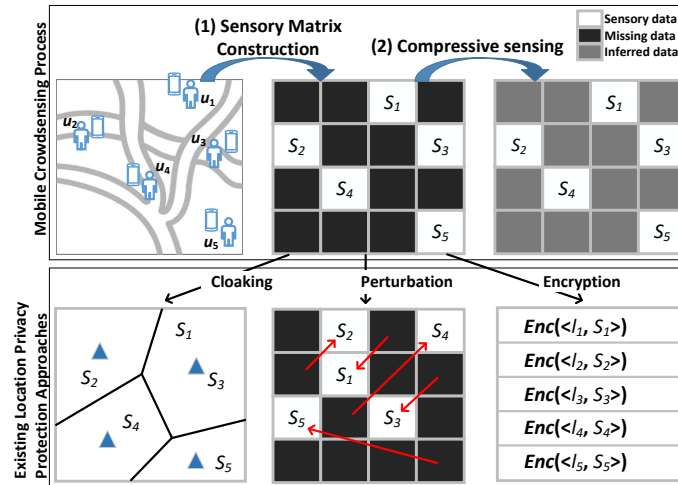 (1) Sensory Matrix
Construction
(2) Compressive sensing
Sensory data
Missing data
Inferred data
Mobile Crowdsensing Process
u1
u2
u3
u4
u5
S1
S2
S3
S4
S5
S1
S2
S3
S4
S5
Cloaking
Perturbation
Encryption
Existing Location Privacy
Protection Approaches
S1
S2
S3
S4
S5
S2
S4
S1
S5
S3
Enc(<l1, S1>)
Enc(<l2, S2>)
Enc(<l3, S3>)
Enc(<l4, S4>)
Enc(<l5, S5>)